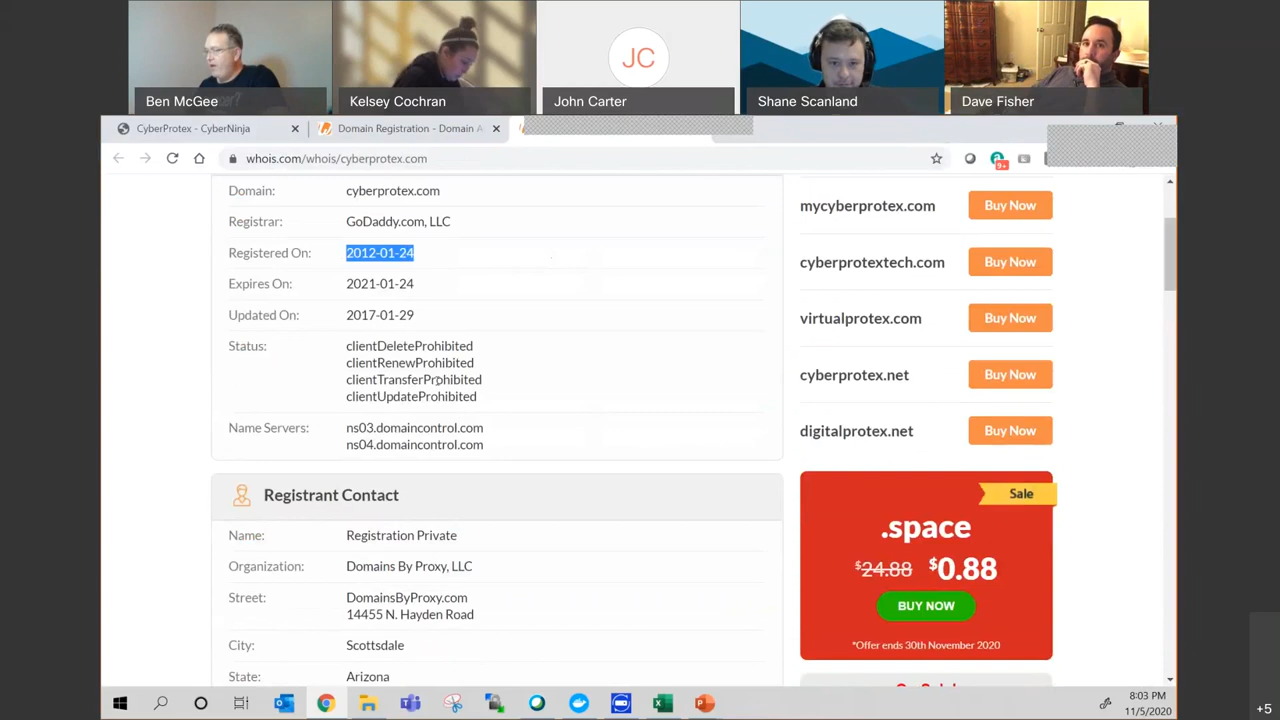 Ben McGee
Kelsey Cochran
JC
John Carter
Shane Scanland
Dave Fisher
CyberProtex - CyberNinja
Domain Registration - Domain A
whois.com/whois/cyberprotex.com
9+
Domain: cyberprotex.com
Registrar: GoDaddy.com, LLC
Registered On: 2012-01-24
Expires On: 2021-01-24
Updated On: 2017-01-29
Status: clientDeleteProhibited
clientRenewProhibited
clientTransferProhibited
clientUpdateProhibited
Name Servers: ns03.domaincontrol.com
ns04.domaincontrol.com
Registrant Contact
Name: Registration Private
Organization: Domains By Proxy, LLC
Street: DomainsByProxy.com
14455 N. Hayden Road
City: Scottsdale
State: Arizona
mycyberprotex.com Buy Now
cyberprotextech.com Buy Now
virtualprotex.com Buy Now
cyberprotex.net Buy Now
digitalprotex.net Buy Now
Sale
.space
$24.88 $0.88
BUY NOW
*Offer ends 30th November 2020
8:03 PM
11/5/2020
+5